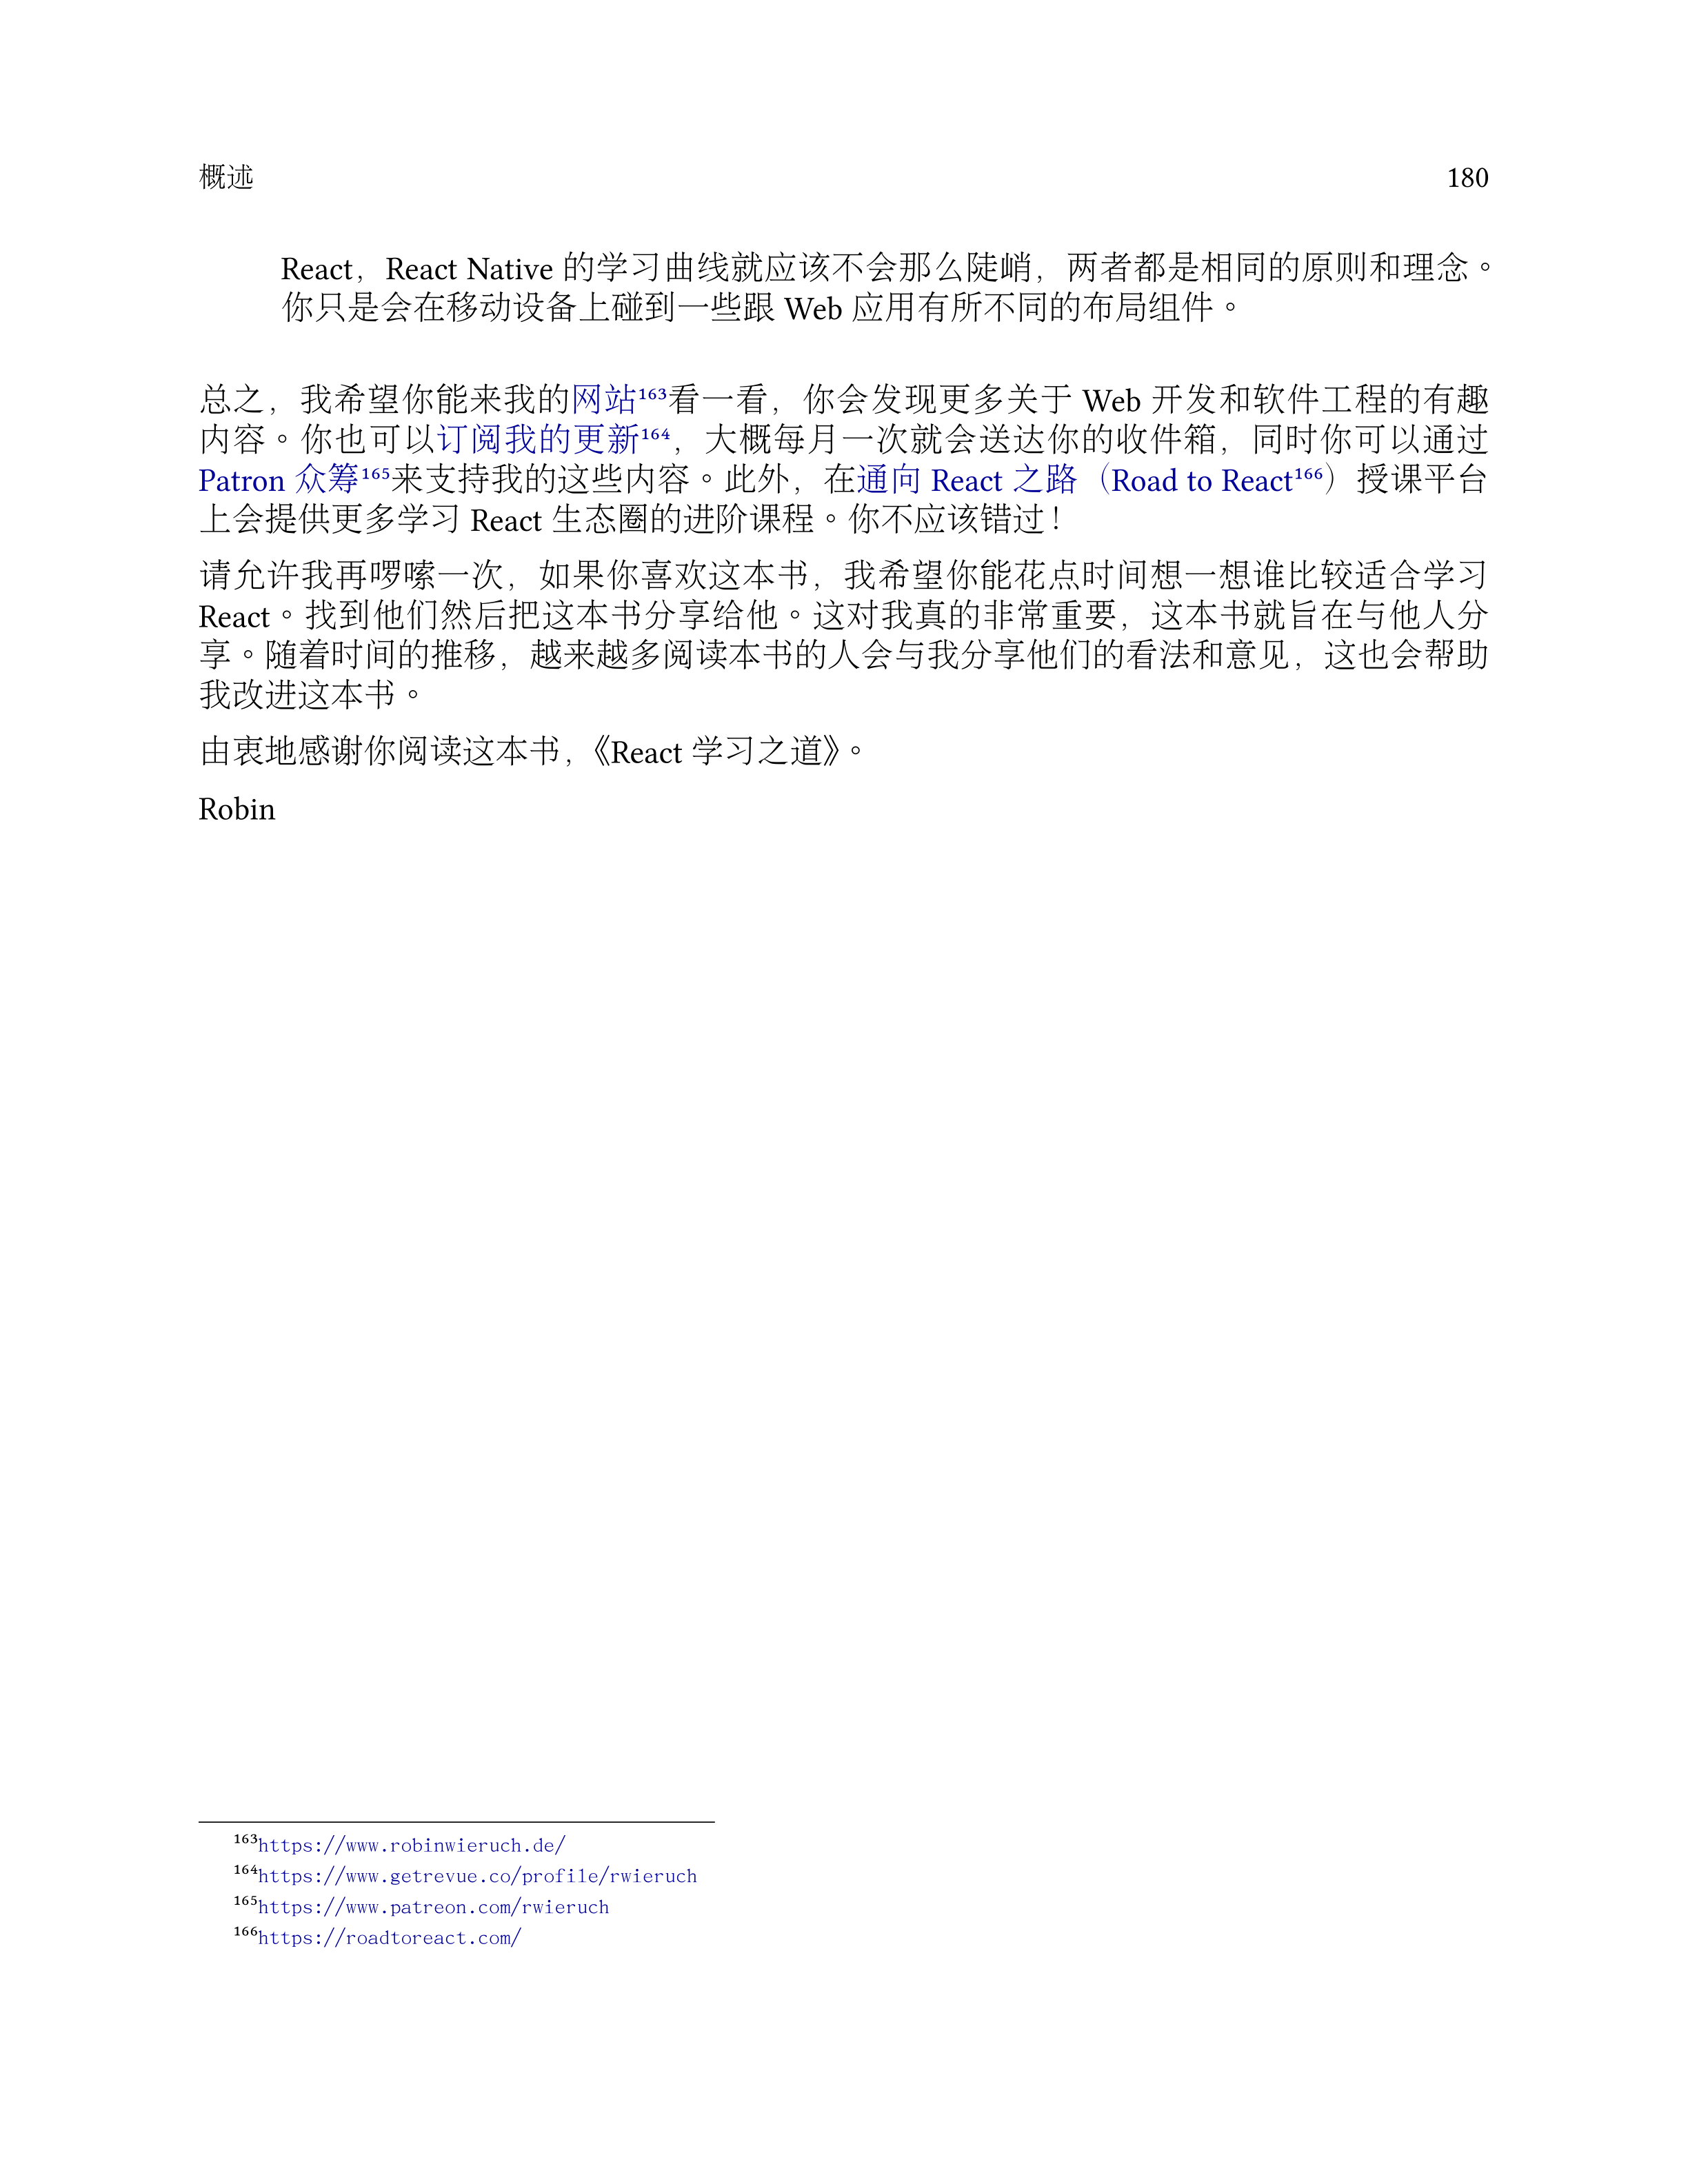 概述 180
React，React Native 的学习曲线就应该不会那么陡峭，两者都是相同的原则和理念。
你只是会在移动设备上碰到一些跟 Web 应用有所不同的布局组件。
总之，我希望你能来我的网站¹⁶³看一看，你会发现更多关于 Web 开发和软件工程的有趣
内容。你也可以订阅我的更新¹⁶⁴，大概每月一次就会送达你的收件箱，同时你可以通过
Patron 众筹¹⁶⁵来支持我的这些内容。此外，在通向 React 之路（Road to React¹⁶⁶）授课平台
上会提供更多学习 React 生态圈的进阶课程。你不应该错过！
请允许我再啰嗦一次，如果你喜欢这本书，我希望你能花点时间想一想谁比较适合学习
React。找到他们然后把这本书分享给他。这对我真的非常重要，这本书就旨在与他人分
享。随着时间的推移，越来越多阅读本书的人会与我分享他们的看法和意见，这也会帮助
我改进这本书。
由衷地感谢你阅读这本书，《React 学习之道》。
Robin
¹⁶³https://www.robinwieruch.de/
¹⁶⁴https://www.getrevue.co/profile/rwieruch
¹⁶⁵https://www.patreon.com/rwieruch
¹⁶⁶https://roadtoreact.com/